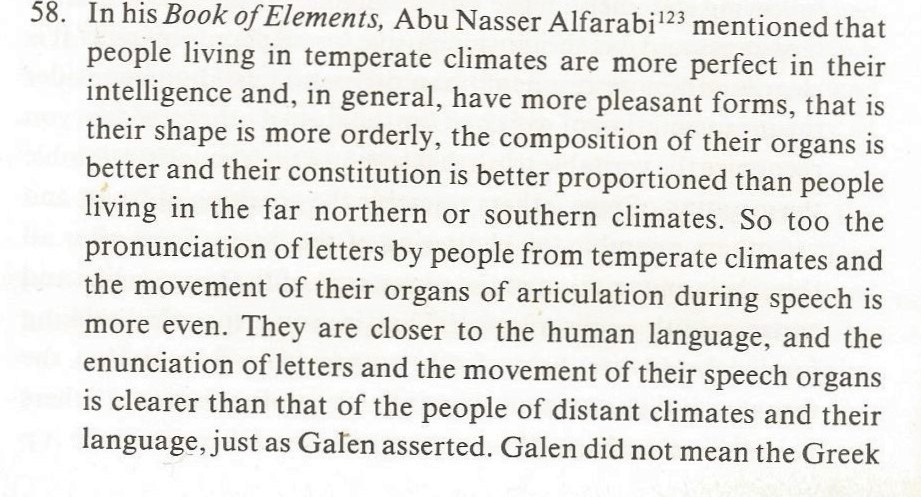 58. In his Book of Elements, Abu Nasser Alfarabi¹²³ mentioned that
people living in temperate climates are more perfect in their
intelligence and, in general, have more pleasant forms, that is
their shape is more orderly, the composition of their organs is
better and their constitution is better proportioned than people
living in the far northern or southern climates. So too the
pronunciation of letters by people from temperate climates and
the movement of their organs of articulation during speech is
more even. They are closer to the human language, and the
enunciation of letters and the movement of their speech organs
is clearer than that of the people of distant climates and their
language, just as Galen asserted. Galen did not mean the Greek